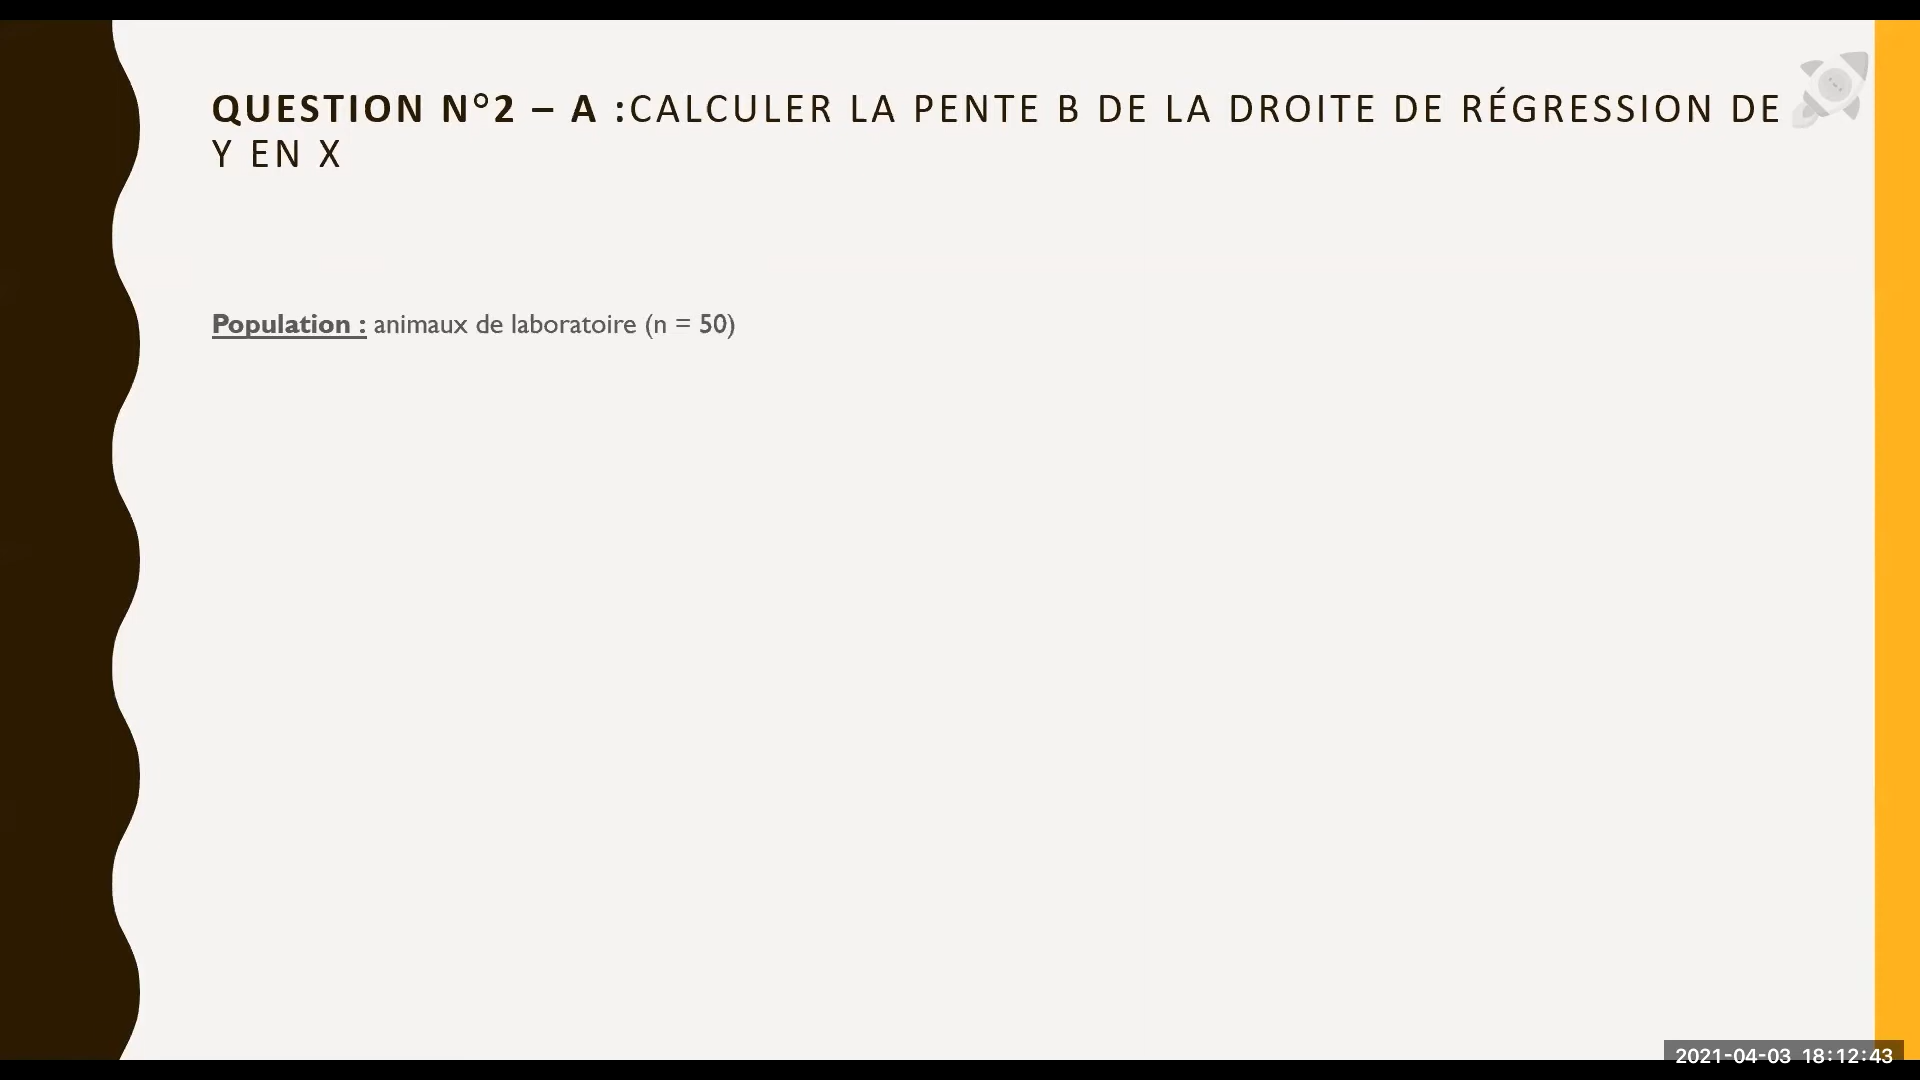 QUESTION N°2 – A :CALCULER LA PENTE B DE LA DROITE DE RÉGRESSION DE
Y EN X
Population : animaux de laboratoire (n = 50)
2021-04-03 18:12:43